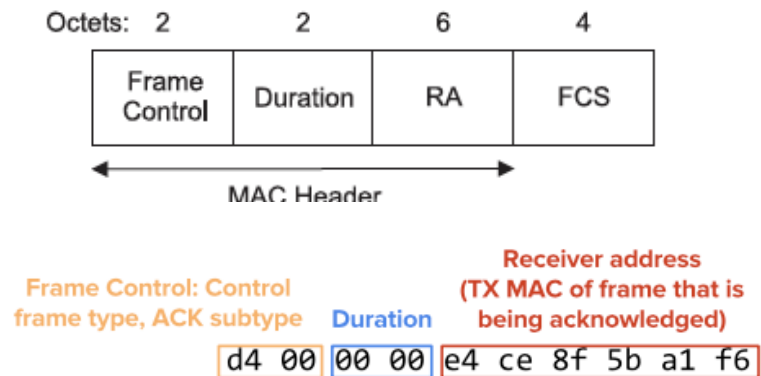 Octets: 2 2 6 4
Frame Control Duration RA FCS
MAC Header
Receiver address
Frame Control: Control (TX MAC of frame that is
frame type, ACK subtype Duration being acknowledged)
d4 00 00 00 e4 ce 8f 5b a1 f6